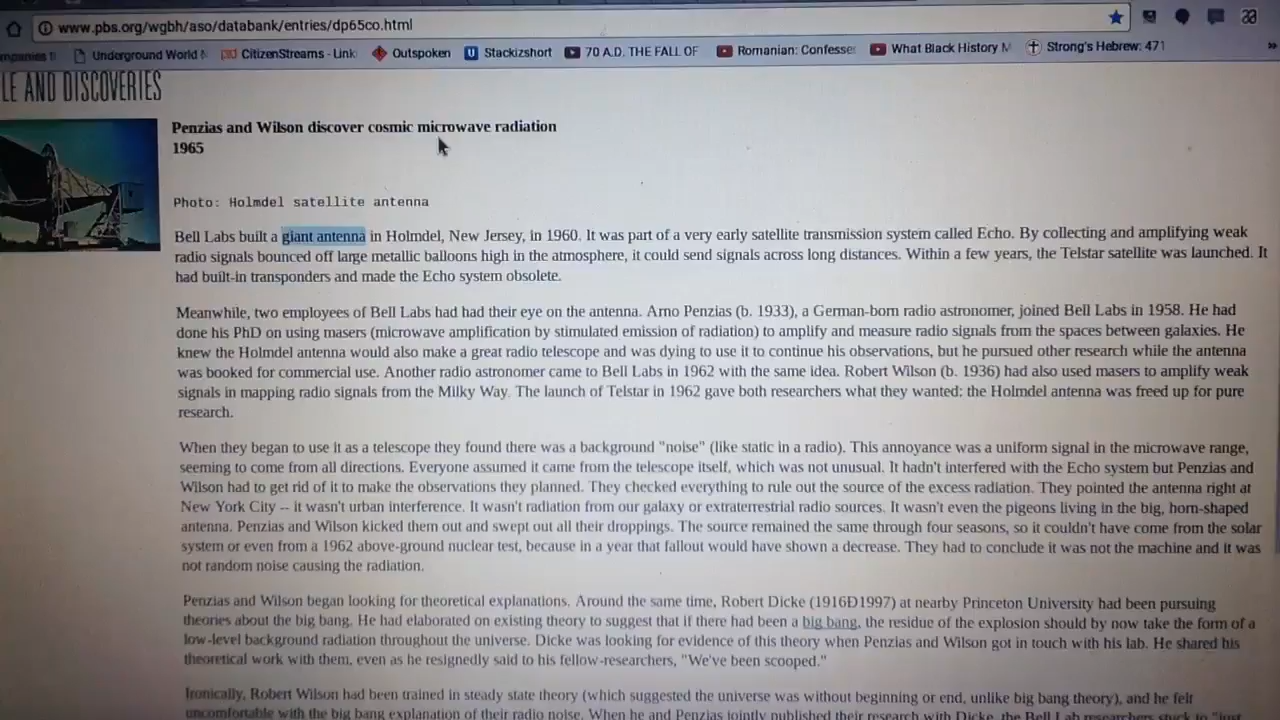 www.pbs.org/wgbh/aso/databank/entries/dp65co.html
mpanies Underground World CitizenStreams - Link Outspoken Stackizshort 70 A.D. THE FALL OF Romanian: Confesse What Black History M Strong's Hebrew: 471 »
LE AND DISCOVERIES
Penzias and Wilson discover cosmic microwave radiation
1965
Photo: Holmdel satellite antenna
Bell Labs built a giant antenna in Holmdel, New Jersey, in 1960. It was part of a very early satellite transmission system called Echo. By collecting and amplifying weak
radio signals bounced off large metallic balloons high in the atmosphere, it could send signals across long distances. Within a few years, the Telstar satellite was launched. It
had built-in transponders and made the Echo system obsolete.
Meanwhile, two employees of Bell Labs had had their eye on the antenna. Arno Penzias (b. 1933), a German-born radio astronomer, joined Bell Labs in 1958. He had
done his PhD on using masers (microwave amplification by stimulated emission of radiation) to amplify and measure radio signals from the spaces between galaxies. He
knew the Holmdel antenna would also make a great radio telescope and was dying to use it to continue his observations, but he pursued other research while the antenna
was booked for commercial use. Another radio astronomer came to Bell Labs in 1962 with the same idea. Robert Wilson (b. 1936) had also used masers to amplify weak
signals in mapping radio signals from the Milky Way. The launch of Telstar in 1962 gave both researchers what they wanted: the Holmdel antenna was freed up for pure
research.
When they began to use it as a telescope they found there was a background "noise" (like static in a radio). This annoyance was a uniform signal in the microwave range,
seeming to come from all directions. Everyone assumed it came from the telescope itself, which was not unusual. It hadn't interfered with the Echo system but Penzias and
Wilson had to get rid of it to make the observations they planned. They checked everything to rule out the source of the excess radiation. They pointed the antenna right at
New York City -- it wasn't urban interference. It wasn't radiation from our galaxy or extraterrestrial radio sources. It wasn't even the pigeons living in the big, horn-shaped
antenna. Penzias and Wilson kicked them out and swept out all their droppings. The source remained the same through four seasons, so it couldn't have come from the solar
system or even from a 1962 above-ground nuclear test, because in a year that fallout would have shown a decrease. They had to conclude it was not the machine and it was
not random noise causing the radiation.
Penzias and Wilson began looking for theoretical explanations. Around the same time, Robert Dicke (1916Ð1997) at nearby Princeton University had been pursuing
theories about the big bang. He had elaborated on existing theory to suggest that if there had been a big bang, the residue of the explosion should by now take the form of a
low-level background radiation throughout the universe. Dicke was looking for evidence of this theory when Penzias and Wilson got in touch with his lab. He shared his
theoretical work with them, even as he resignedly said to his fellow-researchers, "We've been scooped."
Ironically, Robert Wilson had been trained in steady state theory (which suggested the universe was without beginning or end, unlike big bang theory), and he felt
uncomfortable with the big bang explanation of their radio noise. When he and Penzias jointly published their research with Dicke, the Bell Lab researchers stuck to "just